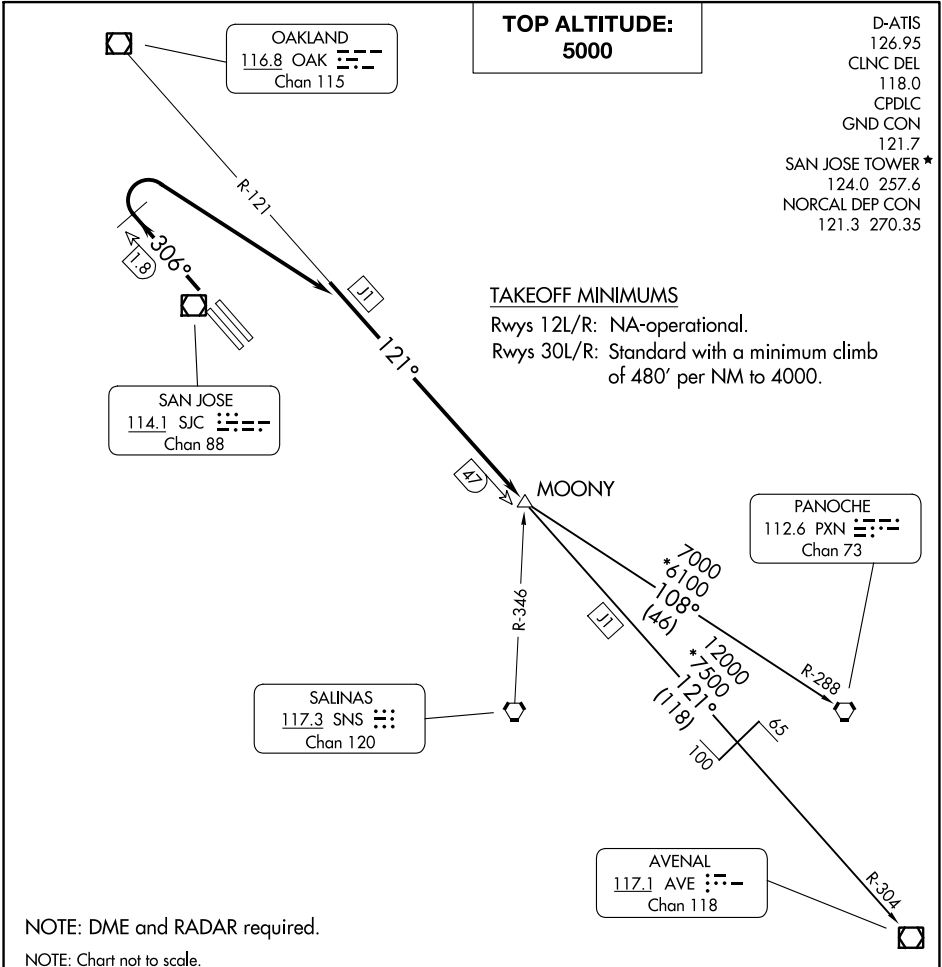 TOP ALTITUDE:
5000
D-ATIS
126.95
CLNC DEL
118.0
CPDLC
GND CON
121.7
SAN JOSE TOWER ★
124.0 257.6
NORCAL DEP CON
121.3 270.35
OAKLAND
116.8 OAK
Chan 115
R-121
J1
306°
1.8
121°
TAKEOFF MINIMUMS
Rwys 12L/R: NA-operational.
Rwys 30L/R: Standard with a minimum climb
of 480' per NM to 4000.
SAN JOSE
114.1 SJC
Chan 88
47
MOONY
PANOCHE
112.6 PXN
Chan 73
7000
*6100
108°
(46)
R-288
R-346
J1
12000
*7500
121°
(118)
SALINAS
117.3 SNS
Chan 120
65
100
AVENAL
117.1 AVE
Chan 118
R-304
NOTE: DME and RADAR required.
NOTE: Chart not to scale.